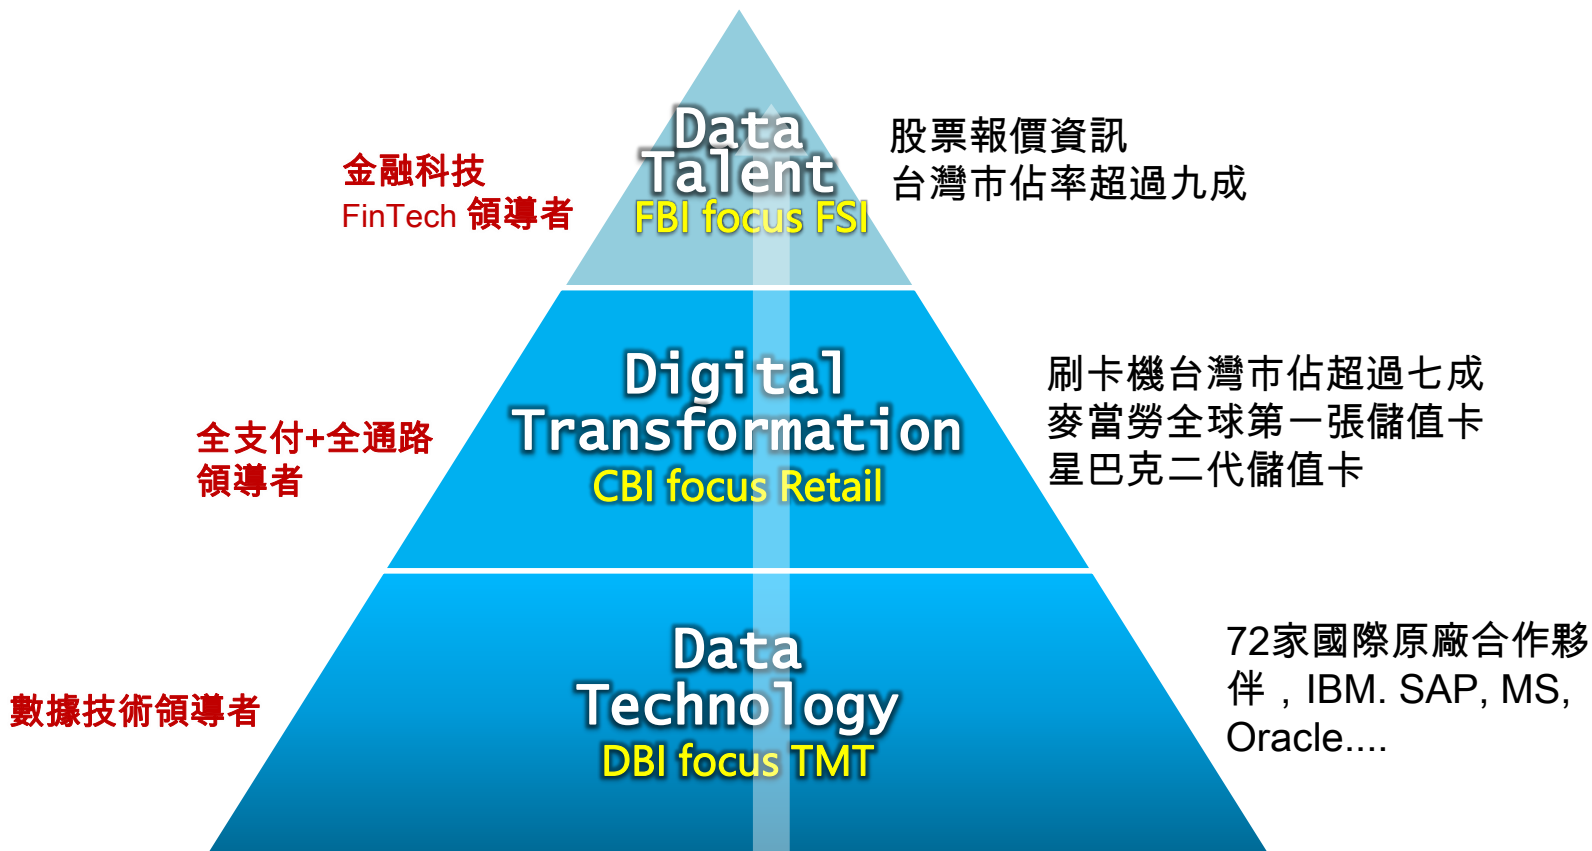 金融科技
FinTech 領導者
Data
Talent
FBI focus FSI
股票報價資訊
台灣市佔率超過九成
全支付+全通路
領導者
Digital
Transformation
CBI focus Retail
刷卡機台灣市佔超過七成
麥當勞全球第一張儲值卡
星巴克二代儲值卡
數據技術領導者
Data
Technology
DBI focus TMT
72家國際原廠合作夥
伴，IBM. SAP, MS,
Oracle....